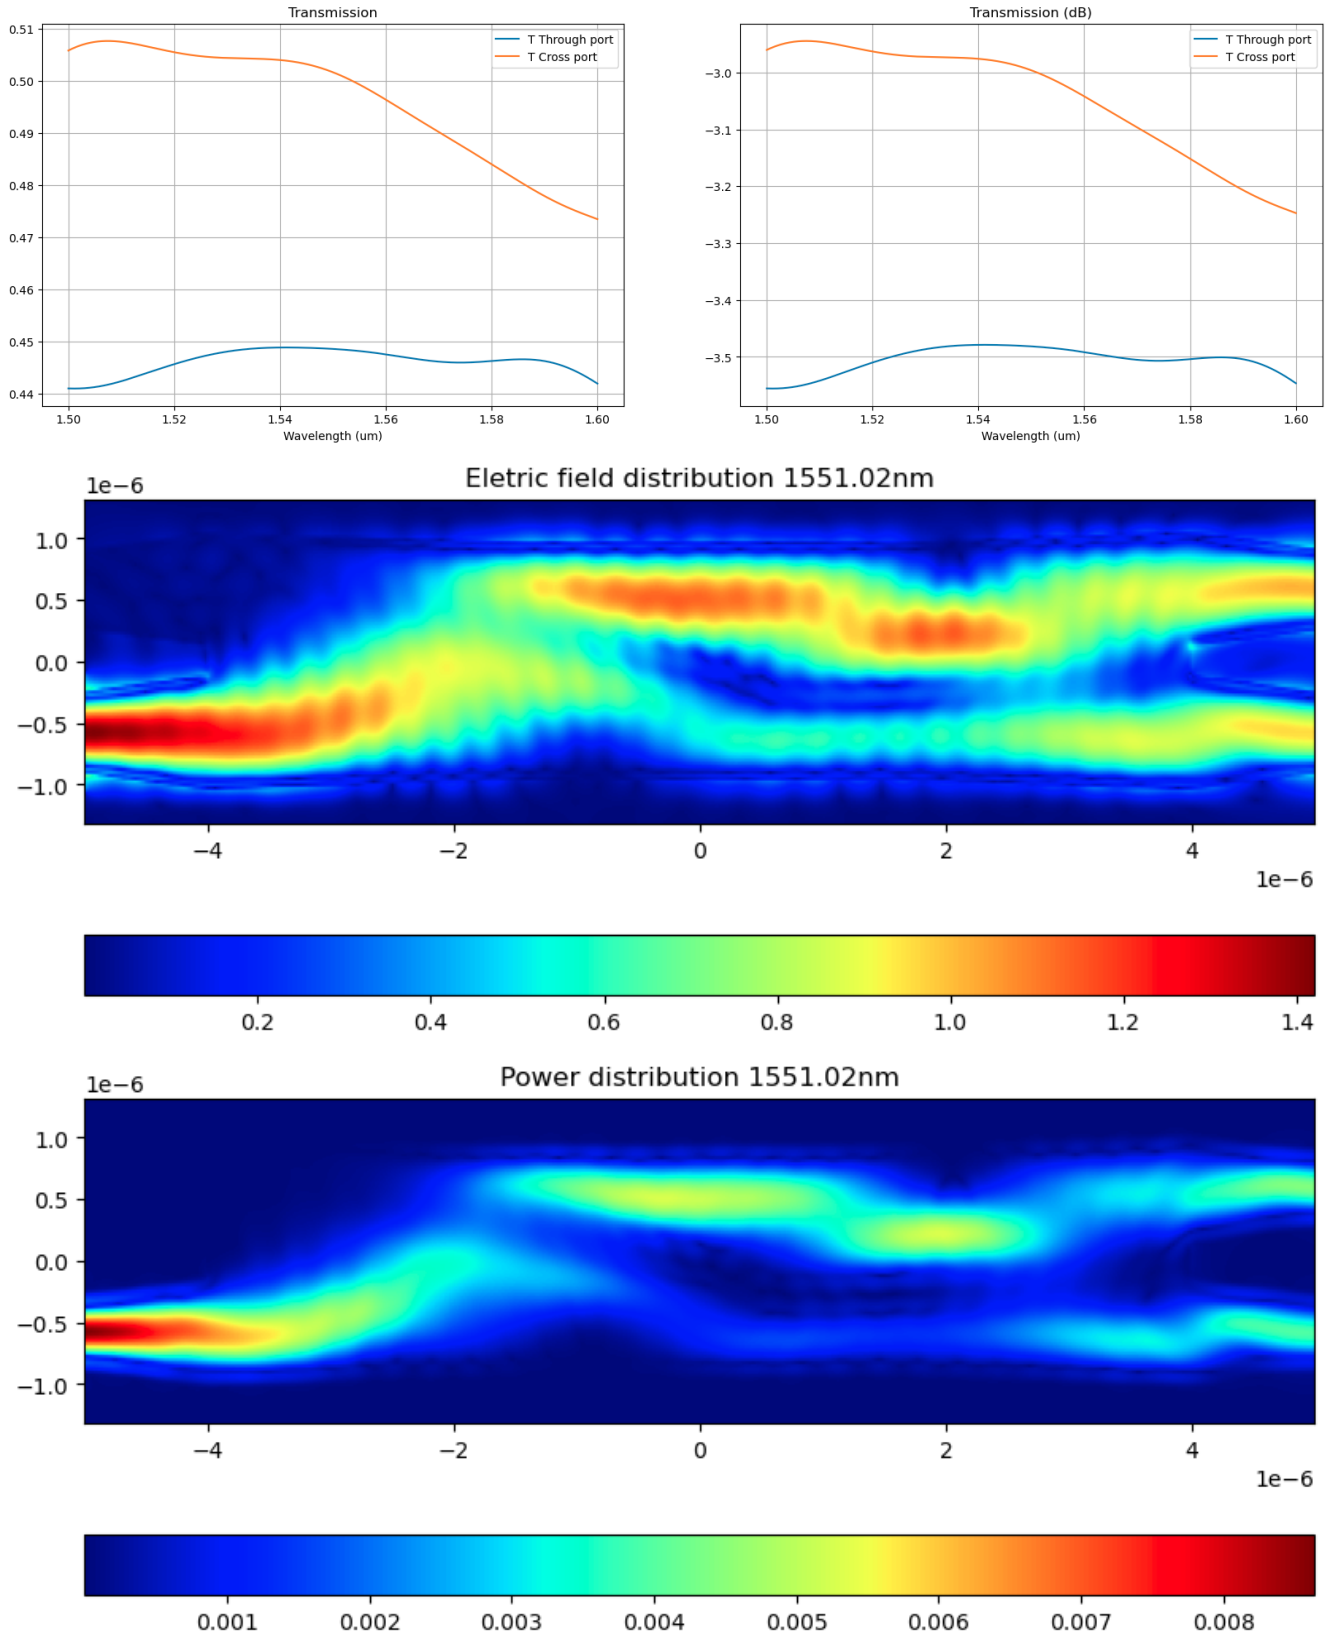 Transmission
0.51
0.50
0.49
0.48
0.47
0.46
0.45
0.44
T Through port
T Cross port
1.50 1.52 1.54 1.56 1.58 1.60
Wavelength (um)
Transmission (dB)
−3.0
−3.1
−3.2
−3.3
−3.4
−3.5
T Through port
T Cross port
1.50 1.52 1.54 1.56 1.58 1.60
Wavelength (um)
Eletric field distribution 1551.02nm
1e−6
1.0
0.5
0.0
−0.5
−1.0
−4 −2 0 2 4
1e−6
0.2 0.4 0.6 0.8 1.0 1.2 1.4
Power distribution 1551.02nm
1e−6
1.0
0.5
0.0
−0.5
−1.0
−4 −2 0 2 4
1e−6
0.001 0.002 0.003 0.004 0.005 0.006 0.007 0.008